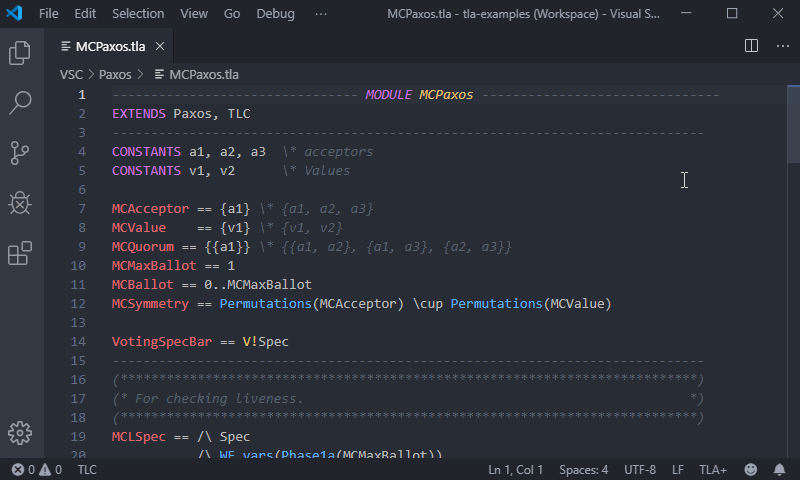 File Edit Selection View Go Debug ··· MCPaxos.tla - tla-examples (Workspace) - Visual S...
MCPaxos.tla
VSC > Paxos > MCPaxos.tla
1 -------------------------------- MODULE MCPaxos -------------------------------
2 EXTENDS Paxos, TLC
3 -----------------------------------------------------------------------------
4 CONSTANTS a1, a2, a3  \* acceptors
5 CONSTANTS v1, v2      \* Values
6
7 MCAcceptor == {a1} \* {a1, a2, a3}
8 MCValue    == {v1} \* {v1, v2}
9 MCQuorum == {{a1}} \* {{a1, a2}, {a1, a3}, {a2, a3}}
10 MCMaxBallot == 1
11 MCBallot == 0..MCMaxBallot
12 MCSymmetry == Permutations(MCAcceptor) \cup Permutations(MCValue)
13
14 VotingSpecBar == V!Spec
15 -----------------------------------------------------------------------------
16 (***************************************************************************)
17 (* For checking liveness.                                                  *)
18 (***************************************************************************)
19 MCLSpec == /\ Spec
20            /\ WF_vars(Phase1a(MCMaxBallot))
0 0 TLC Ln 1, Col 1 Spaces: 4 UTF-8 LF TLA+